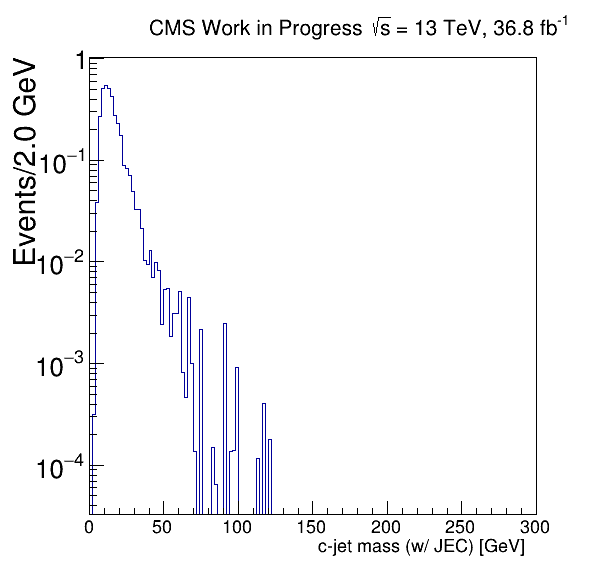 CMS Work in Progress √s = 13 TeV, 36.8 fb⁻¹
Events/2.0 GeV
1
10⁻¹
10⁻²
10⁻³
10⁻⁴
0 50 100 150 200 250 300
c-jet mass (w/ JEC) [GeV]